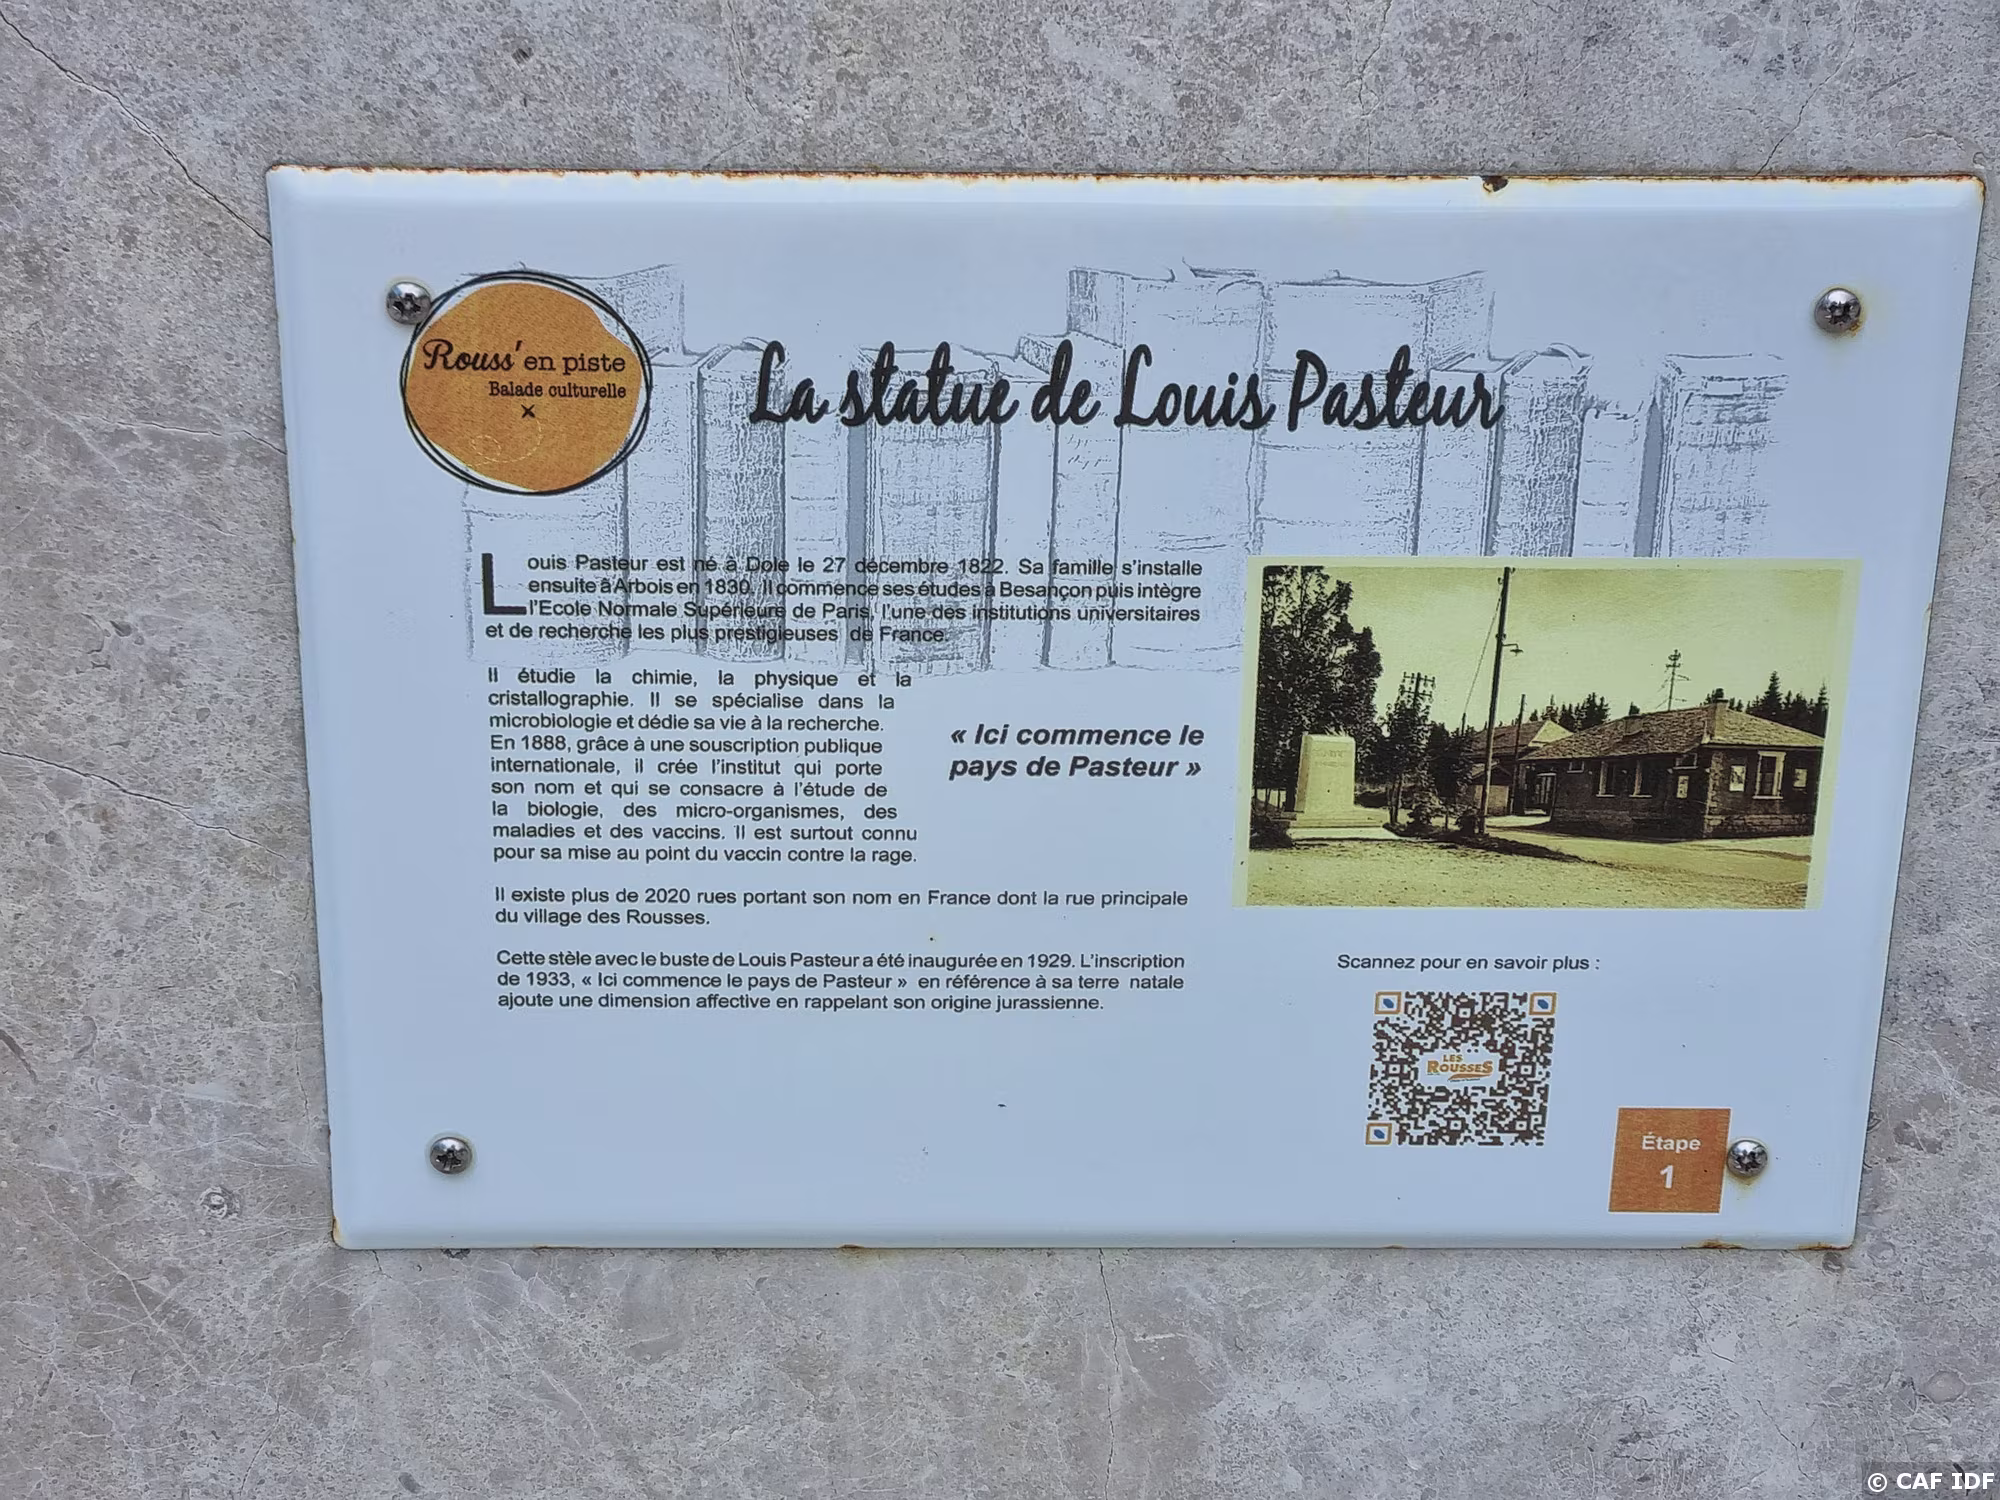 Rouss' en piste
Balade culturelle
La statue de Louis Pasteur
Louis Pasteur est né à Dole le 27 décembre 1822. Sa famille s'installe
ensuite à Arbois en 1830. Il commence ses études à Besançon puis intègre
l'Ecole Normale Supérieure de Paris, l'une des institutions universitaires
et de recherche les plus prestigieuses de France.
Il étudie la chimie, la physique et la
cristallographie. Il se spécialise dans la
microbiologie et dédie sa vie à la recherche.
En 1888, grâce à une souscription publique
internationale, il crée l'institut qui porte
son nom et qui se consacre à l'étude de
la biologie, des micro-organismes, des
maladies et des vaccins. Il est surtout connu
pour sa mise au point du vaccin contre la rage.
« Ici commence le
pays de Pasteur »
Il existe plus de 2020 rues portant son nom en France dont la rue principale
du village des Rousses.
Cette stèle avec le buste de Louis Pasteur a été inaugurée en 1929. L'inscription
de 1933, « Ici commence le pays de Pasteur » en référence à sa terre natale
ajoute une dimension affective en rappelant son origine jurassienne.
Scannez pour en savoir plus :
LES
ROUSSES
Étape
1
© CAF IDF